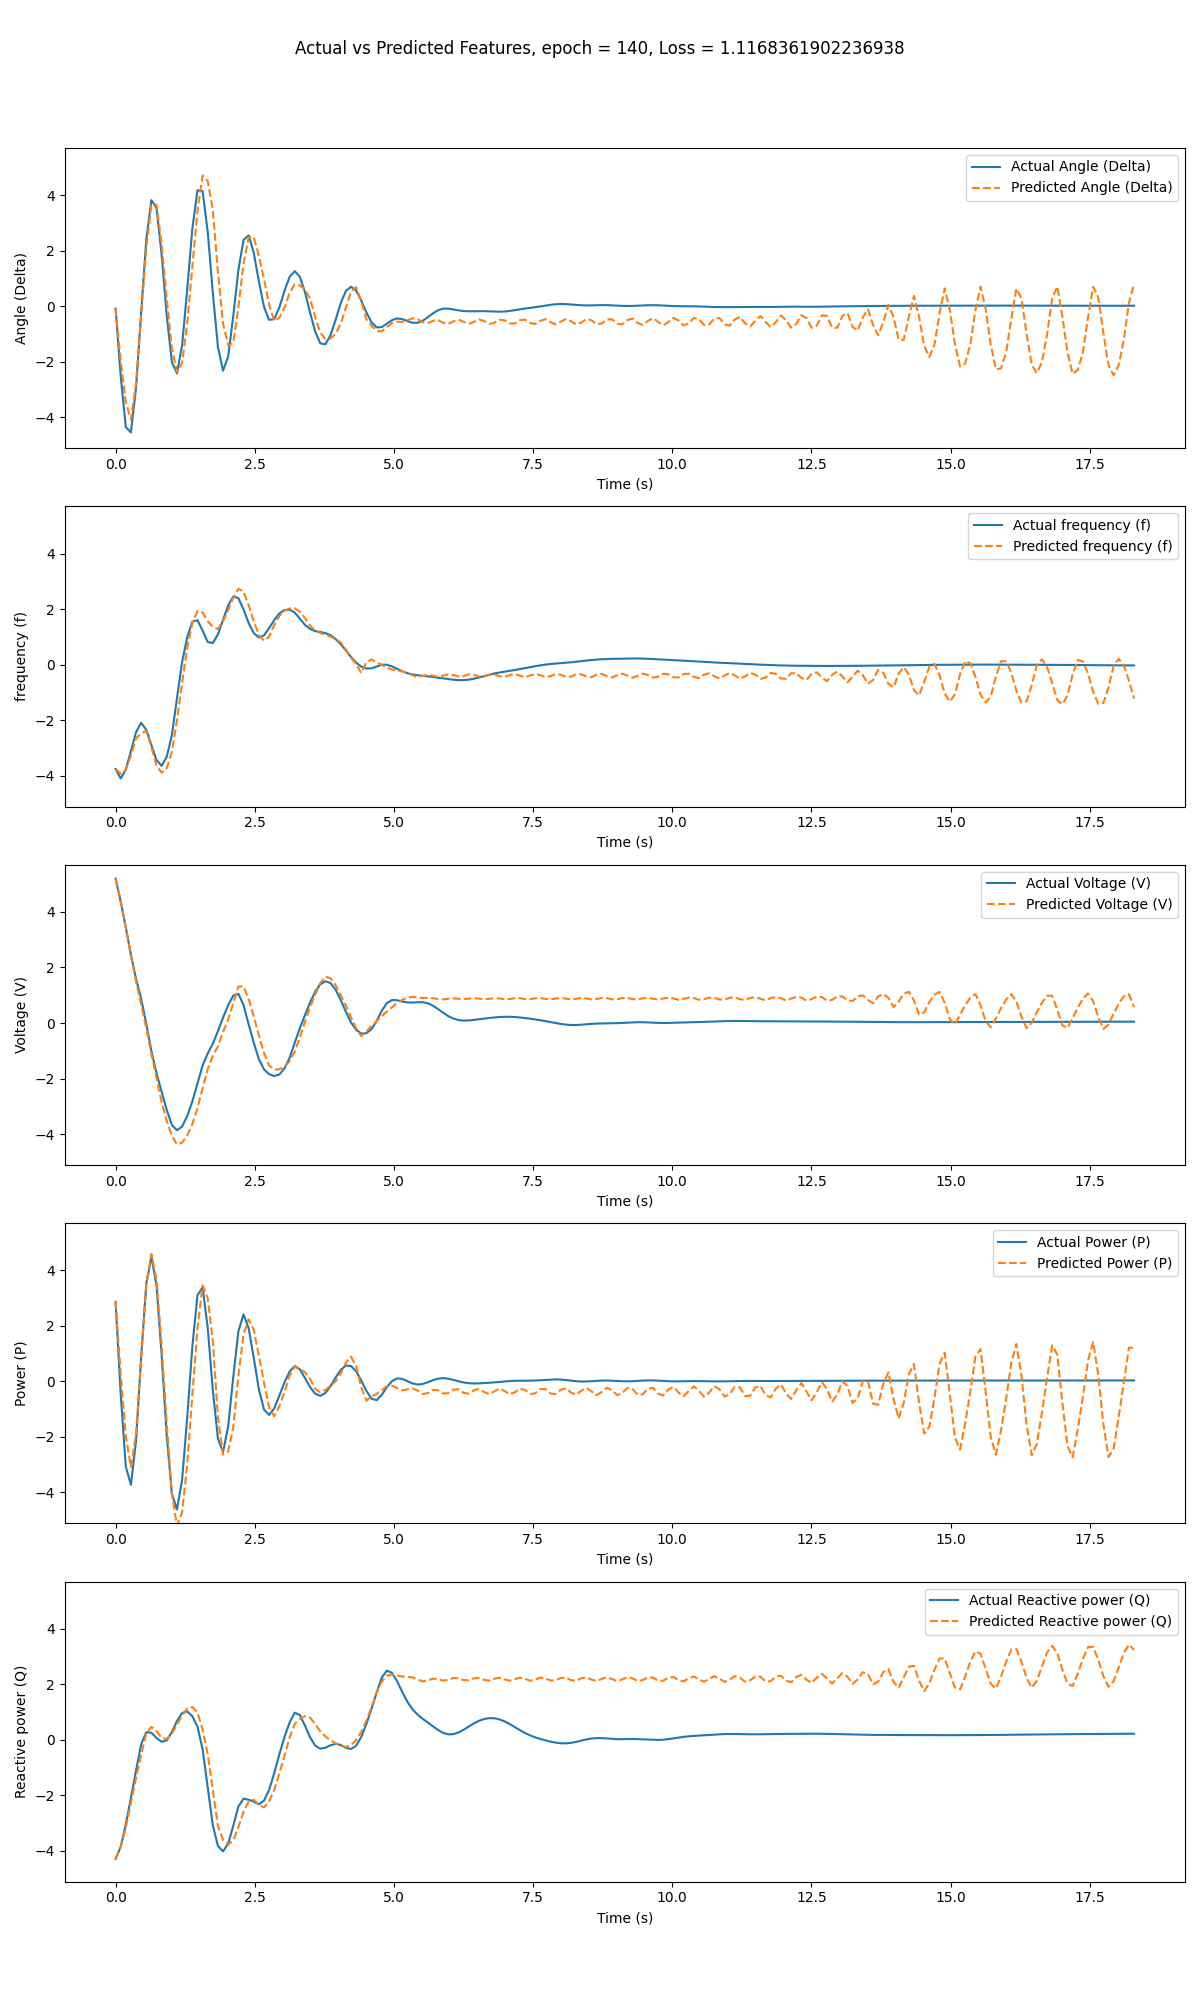 Actual vs Predicted Features, epoch = 140, Loss = 1.1168361902236938
Actual Angle (Delta)
Predicted Angle (Delta)
Angle (Delta)
4
2
0
−2
−4
0.0 2.5 5.0 7.5 10.0 12.5 15.0 17.5
Time (s)
Actual frequency (f)
Predicted frequency (f)
frequency (f)
4
2
0
−2
−4
0.0 2.5 5.0 7.5 10.0 12.5 15.0 17.5
Time (s)
Actual Voltage (V)
Predicted Voltage (V)
Voltage (V)
4
2
0
−2
−4
0.0 2.5 5.0 7.5 10.0 12.5 15.0 17.5
Time (s)
Actual Power (P)
Predicted Power (P)
Power (P)
4
2
0
−2
−4
0.0 2.5 5.0 7.5 10.0 12.5 15.0 17.5
Time (s)
Actual Reactive power (Q)
Predicted Reactive power (Q)
Reactive power (Q)
4
2
0
−2
−4
0.0 2.5 5.0 7.5 10.0 12.5 15.0 17.5
Time (s)